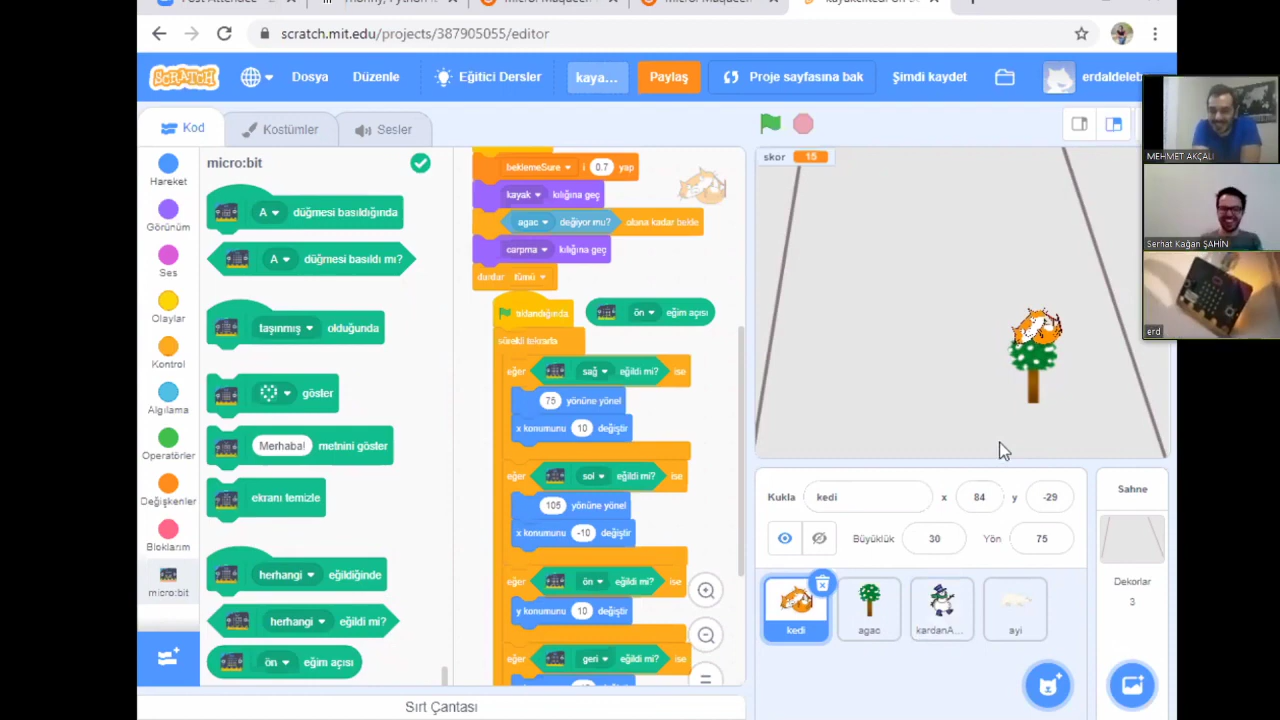 Post Attendee
scratch.mit.edu/projects/387905055/editor
SCRATCH
Dosya
Düzenle
Eğitici Dersler
kaya...
Paylaş
Proje sayfasına bak
Şimdi kaydet
erdaldeleb
Kod
Kostümler
Sesler
Hareket
Görünüm
Ses
Olaylar
Kontrol
Algılama
Operatörler
Değişkenler
Bloklarım
micro:bit
micro:bit
A düğmesi basıldığında
A düğmesi basıldı mı?
taşınmış olduğunda
göster
Merhaba! metnini göster
ekranı temizle
herhangi eğildiğinde
herhangi eğildi mi?
ön eğim açısı
beklemeSure i 0.7 yap
kayak kılığına geç
agac değiyor mu? olana kadar bekle
carpma kılığına geç
durdur tümü
tıklandığında
ön eğim açısı
sürekli tekrarla
eğer sağ eğildi mi? ise
75 yönüne yönel
x konumunu 10 değiştir
eğer sol eğildi mi? ise
105 yönüne yönel
x konumunu -10 değiştir
eğer ön eğildi mi? ise
y konumunu 10 değiştir
eğer geri eğildi mi? ise
Sırt Çantası
skor 15
MEHMET AKÇALI
Serhat Kağan ŞAHİN
erd
Kukla kedi x 84 y -29
Büyüklük 30 Yön 75
kedi
agac
kardanA...
ayi
Sahne
Dekorlar
3